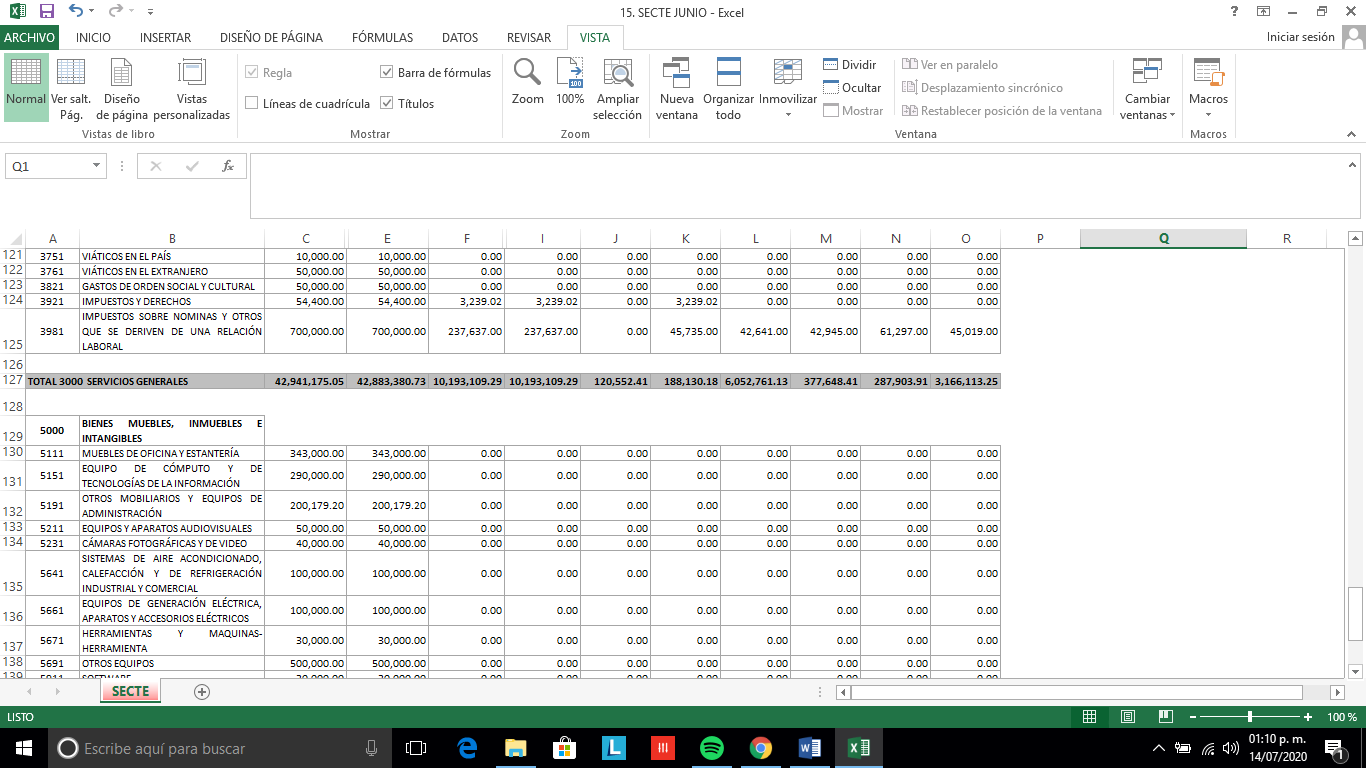 15. SECTE JUNIO - Excel
ARCHIVO INICIO INSERTAR DISEÑO DE PÁGINA FÓRMULAS DATOS REVISAR VISTA Iniciar sesión
Normal Ver salt. Pág. Diseño de página Vistas personalizadas
Vistas de libro
Regla Barra de fórmulas
Líneas de cuadrícula Títulos
Mostrar
Zoom 100% Ampliar selección
Zoom
Nueva ventana Organizar todo Inmovilizar
Dividir
Ocultar
Mostrar
Ver en paralelo
Desplazamiento sincrónico
Restablecer posición de la ventana
Cambiar ventanas
Ventana
Macros
Macros
Q1 fx
A B C E F I J K L M N O P Q R
121 3751 VIÁTICOS EN EL PAÍS 10,000.00 10,000.00 0.00 0.00 0.00 0.00 0.00 0.00 0.00 0.00
122 3761 VIÁTICOS EN EL EXTRANJERO 50,000.00 50,000.00 0.00 0.00 0.00 0.00 0.00 0.00 0.00 0.00
123 3821 GASTOS DE ORDEN SOCIAL Y CULTURAL 50,000.00 50,000.00 0.00 0.00 0.00 0.00 0.00 0.00 0.00 0.00
124 3921 IMPUESTOS Y DERECHOS 54,400.00 54,400.00 3,239.02 3,239.02 0.00 3,239.02 0.00 0.00 0.00 0.00
IMPUESTOS SOBRE NOMINAS Y OTROS
3981 QUE SE DERIVEN DE UNA RELACIÓN 700,000.00 700,000.00 237,637.00 237,637.00 0.00 45,735.00 42,641.00 42,945.00 61,297.00 45,019.00
125 LABORAL
126
127 TOTAL 3000 SERVICIOS GENERALES 42,941,175.05 42,883,380.73 10,193,109.29 10,193,109.29 120,552.41 188,130.18 6,052,761.13 377,648.41 287,903.91 3,166,113.25
128
5000 BIENES MUEBLES, INMUEBLES E
129 INTANGIBLES
130 5111 MUEBLES DE OFICINA Y ESTANTERÍA 343,000.00 343,000.00 0.00 0.00 0.00 0.00 0.00 0.00 0.00 0.00
5151 EQUIPO DE CÓMPUTO Y DE 290,000.00 290,000.00 0.00 0.00 0.00 0.00 0.00 0.00 0.00 0.00
131 TECNOLOGÍAS DE LA INFORMACIÓN
5191 OTROS MOBILIARIOS Y EQUIPOS DE 200,179.20 200,179.20 0.00 0.00 0.00 0.00 0.00 0.00 0.00 0.00
132 ADMINISTRACIÓN
133 5211 EQUIPOS Y APARATOS AUDIOVISUALES 50,000.00 50,000.00 0.00 0.00 0.00 0.00 0.00 0.00 0.00 0.00
134 5231 CÁMARAS FOTOGRÁFICAS Y DE VIDEO 40,000.00 40,000.00 0.00 0.00 0.00 0.00 0.00 0.00 0.00 0.00
SISTEMAS DE AIRE ACONDICIONADO,
5641 CALEFACCIÓN Y DE REFRIGERACIÓN 100,000.00 100,000.00 0.00 0.00 0.00 0.00 0.00 0.00 0.00 0.00
135 INDUSTRIAL Y COMERCIAL
5661 EQUIPOS DE GENERACIÓN ELÉCTRICA, 100,000.00 100,000.00 0.00 0.00 0.00 0.00 0.00 0.00 0.00 0.00
136 APARATOS Y ACCESORIOS ELÉCTRICOS
5671 HERRAMIENTAS Y MAQUINAS- 30,000.00 30,000.00 0.00 0.00 0.00 0.00 0.00 0.00 0.00 0.00
137 HERRAMIENTA
138 5691 OTROS EQUIPOS 500,000.00 500,000.00 0.00 0.00 0.00 0.00 0.00 0.00 0.00 0.00
139 SOFTWARE
SECTE
LISTO 100 %
Escribe aquí para buscar
01:10 p. m.
14/07/2020
1